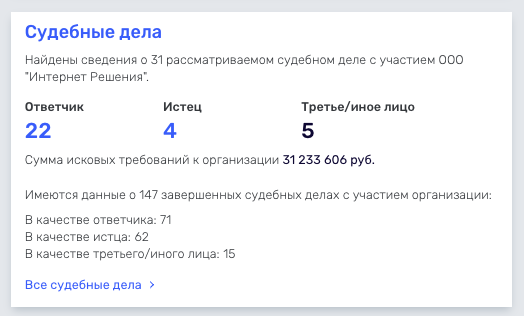 Судебные дела
Найдены сведения о 31 рассматриваемом судебном деле с участием ООО
"Интернет Решения".
Ответчик Истец Третье/иное лицо
22 4 5
Сумма исковых требований к организации 31 233 606 руб.
Имеются данные о 147 завершенных судебных делах с участием организации:
В качестве ответчика: 71
В качестве истца: 62
В качестве третьего/иного лица: 15
Все судебные дела >